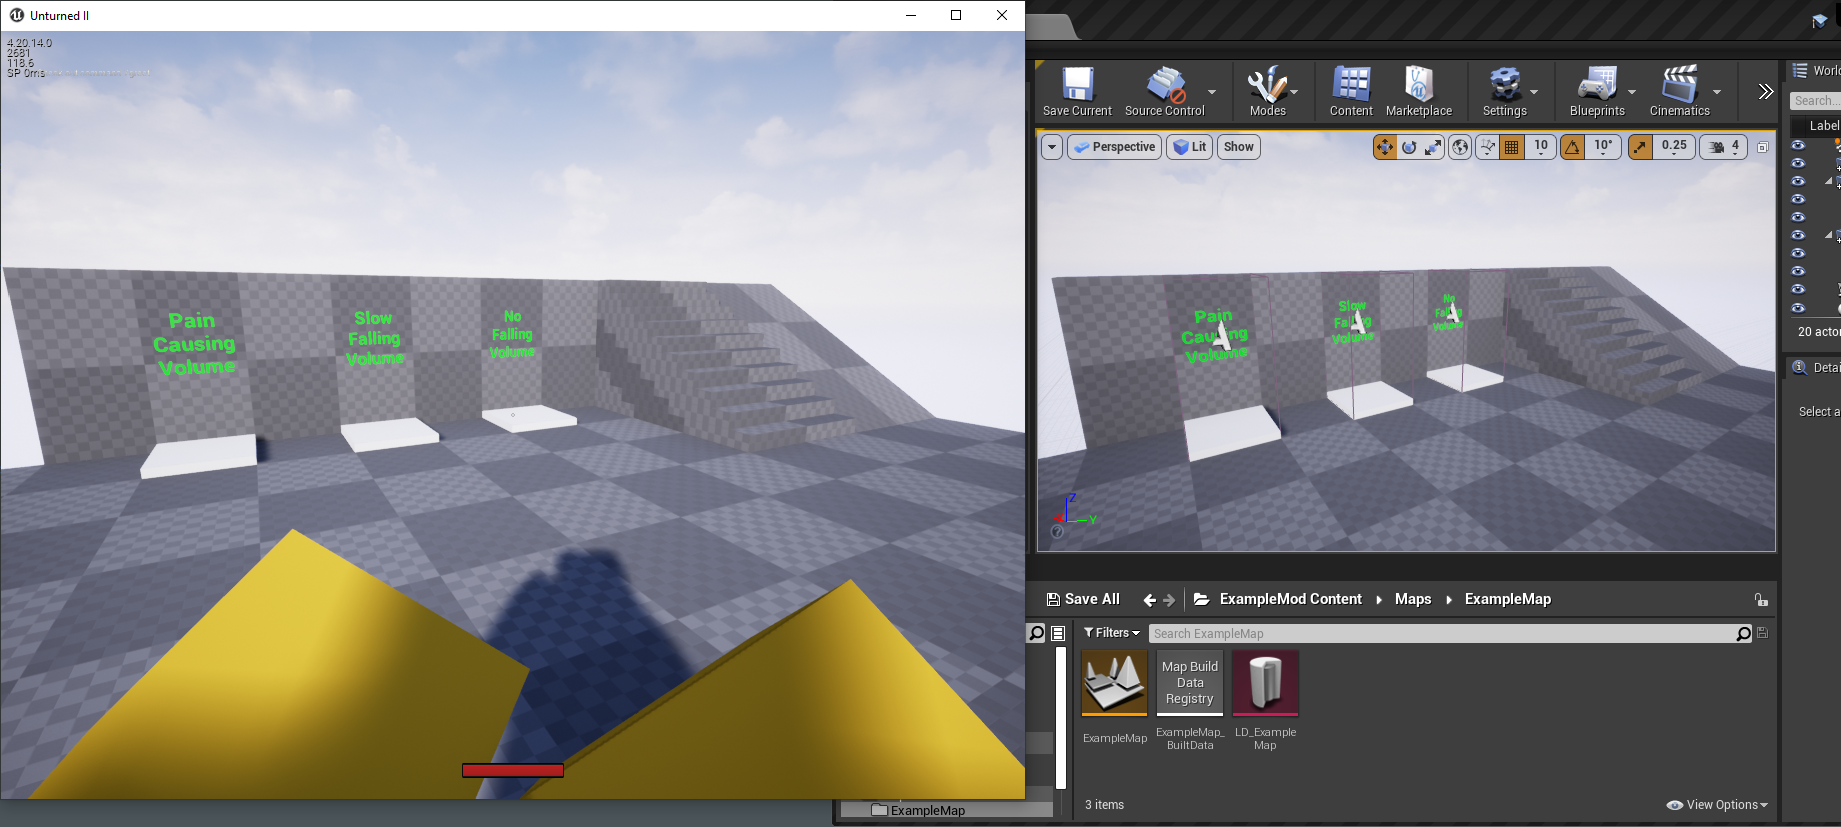 Unturned II
4.20.14.0
2681
118.6
SP 0ms
Pain
Causing
Volume
Slow
Falling
Volume
No
Falling
Volume
Save Current
Source Control
Modes
Content
Marketplace
Settings
Blueprints
Cinematics
Perspective
Lit
Show
10
10°
0.25
4
Pain
Causing
Volume
Slow
Falling
Volume
No
Falling
Volume
Z
X
Y
Search...
Label
20 actor
Detai
Select a
Save All
ExampleMod Content
Maps
ExampleMap
Filters
Search ExampleMap
Map Build
Data
Registry
ExampleMap
ExampleMap_
BuiltData
LD_Example
Map
3 items
View Options
ExampleMap